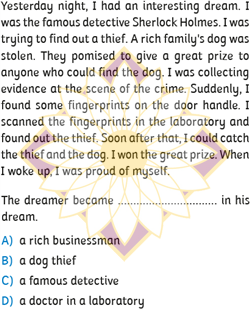 Yesterday night, I had an interesting dream. I
was the famous detective Sherlock Holmes. I was
trying to find out a thief. A rich family's dog was
stolen. They pomised to give a great prize to
anyone who could find the dog. I was collecting
evidence at the scene of the crime. Suddenly, I
found some fingerprints on the door handle. I
scanned the fingerprints in the laboratory and
found out the thief. Soon after that, I could catch
the thief and the dog. I won the great prize. When
I woke up, I was proud of myself.
The dreamer became ................................. in his
dream.
A) a rich businessman
B) a dog thief
C) a famous detective
D) a doctor in a laboratory